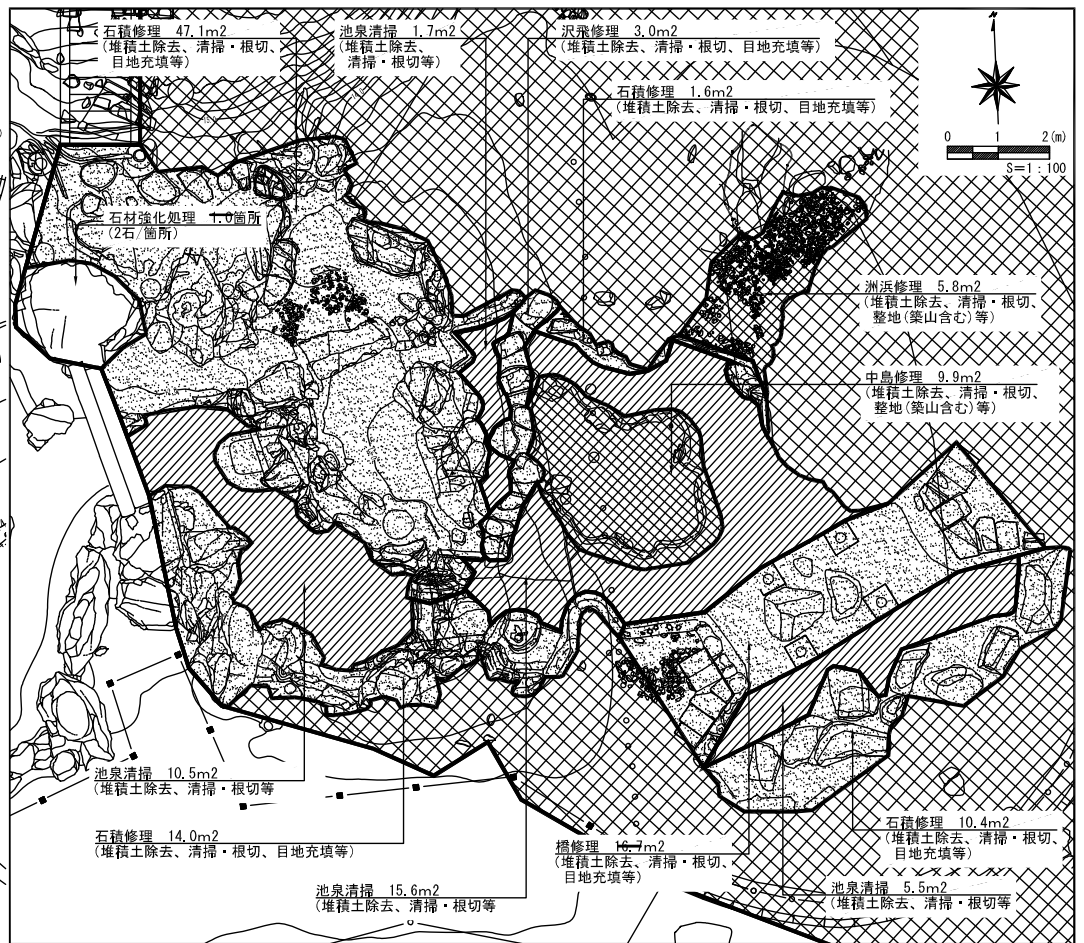 石積修理 47.1m2
(堆積土除去、清掃・根切、
目地充填等)
池泉清掃 1.7m2
(堆積土除去、
清掃・根切等)
沢飛修理 3.0m2
(堆積土除去、清掃・根切、目地充填等)
石積修理 1.6m2
(堆積土除去、清掃・根切、目地充填等)
N
0 1 2(m)
S=1:100
石材強化処理 1.0箇所
(2石/箇所)
洲浜修理 5.8m2
(堆積土除去、清掃・根切、
整地(築山含む)等)
中島修理 9.9m2
(堆積土除去、清掃・根切、
整地(築山含む)等)
池泉清掃 10.5m2
(堆積土除去、清掃・根切等
石積修理 14.0m2
(堆積土除去、清掃・根切、目地充填等)
池泉清掃 15.6m2
(堆積土除去、清掃・根切等
橋修理 16.7m2
(堆積土除去、清掃・根切、
目地充填等)
石積修理 10.4m2
(堆積土除去、清掃・根切、
目地充填等)
池泉清掃 5.5m2
(堆積土除去、清掃・根切等